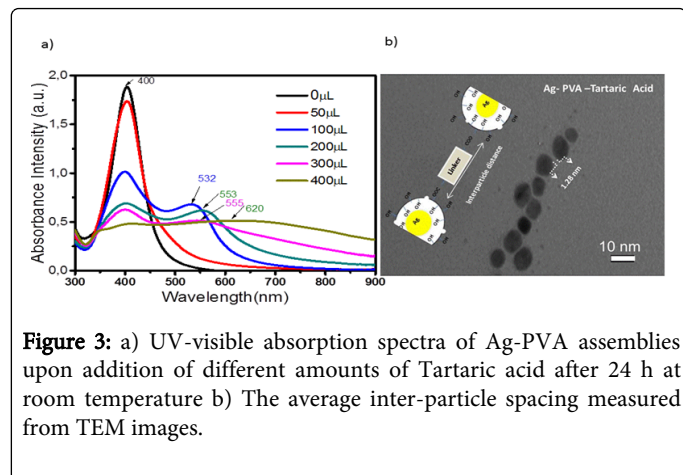 a)
b)
2,0
1,5
1,0
0,5
0,0
Absorbance Intensity (a.u.)
400
532
553
555
620
0µL
50µL
100µL
200µL
300µL
400µL
300 400 500 600 700 800 900
Wavelength(nm)
Ag- PVA –Tartaric Acid
Ag
OH
Linker
Interparticle distance
Ag
OH
1.28 nm
10 nm
Figure 3: a) UV-visible absorption spectra of Ag-PVA assemblies
upon addition of different amounts of Tartaric acid after 24 h at
room temperature b) The average inter-particle spacing measured
from TEM images.